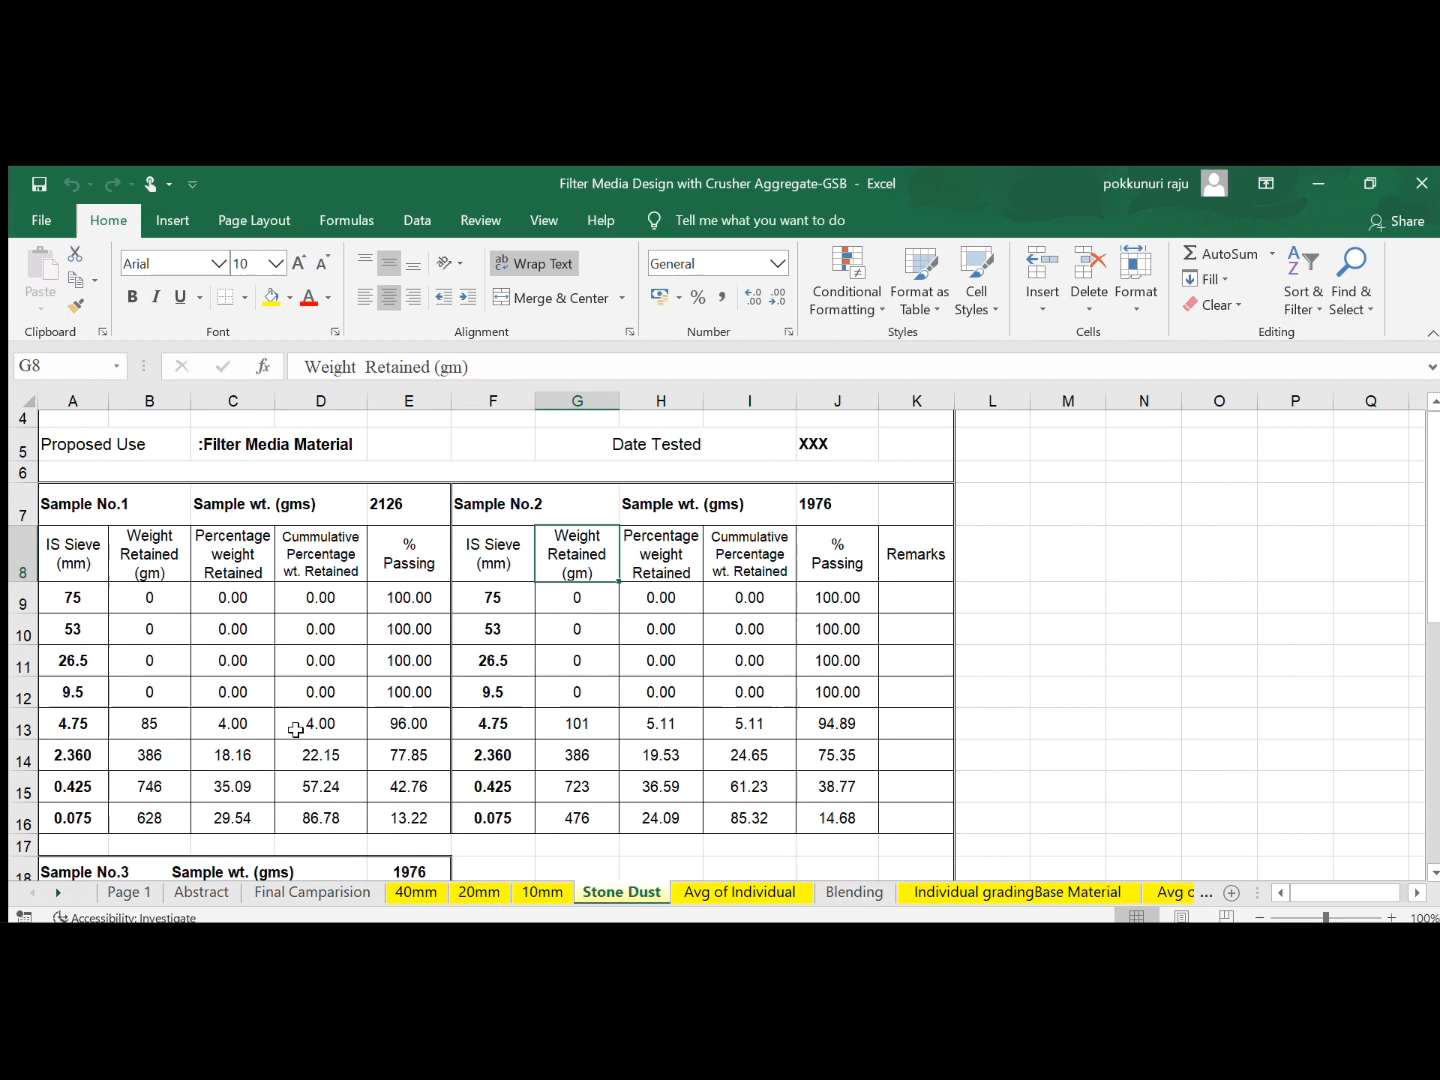 Filter Media Design with Crusher Aggregate-GSB - Excel
pokkunuri raju
File Home Insert Page Layout Formulas Data Review View Help Tell me what you want to do
Share
Paste
Arial 10
Wrap Text
General
Merge & Center
Conditional Formatting
Format as Table
Cell Styles
Insert Delete Format
AutoSum
Fill
Clear
Sort & Filter
Find & Select
Clipboard Font Alignment Number Styles Cells Editing
G8 fx Weight Retained (gm)
A B C D E F G H I J K L M N O P Q
4
5 Proposed Use :Filter Media Material Date Tested XXX
6
7 Sample No.1 Sample wt. (gms) 2126 Sample No.2 Sample wt. (gms) 1976
8 IS Sieve (mm) Weight Retained (gm) Percentage weight Retained Cummulative Percentage wt. Retained % Passing IS Sieve (mm) Weight Retained (gm) Percentage weight Retained Cummulative Percentage wt. Retained % Passing Remarks
9 75 0 0.00 0.00 100.00 75 0 0.00 0.00 100.00
10 53 0 0.00 0.00 100.00 53 0 0.00 0.00 100.00
11 26.5 0 0.00 0.00 100.00 26.5 0 0.00 0.00 100.00
12 9.5 0 0.00 0.00 100.00 9.5 0 0.00 0.00 100.00
13 4.75 85 4.00 4.00 96.00 4.75 101 5.11 5.11 94.89
14 2.360 386 18.16 22.15 77.85 2.360 386 19.53 24.65 75.35
15 0.425 746 35.09 57.24 42.76 0.425 723 36.59 61.23 38.77
16 0.075 628 29.54 86.78 13.22 0.075 476 24.09 85.32 14.68
17
18 Sample No.3 Sample wt. (gms) 1976
Page 1 Abstract Final Camparision 40mm 20mm 10mm Stone Dust Avg of Individual Blending Individual gradingBase Material Avg c ...
Accessibility: Investigate
100%